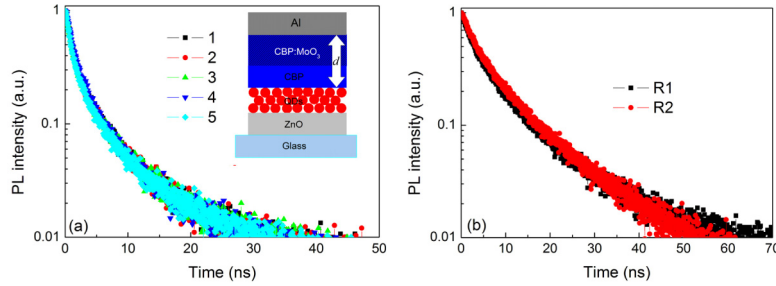 1
0.1
0.01
PL intensity (a.u.)
0 10 20 30 40 50
Time (ns)
(a)
1
2
3
4
5
Al
CBP:MoO3
d
CBP
QDs
ZnO
Glass
1
0.1
0.01
PL intensity (a.u.)
0 10 20 30 40 50 60 70
Time (ns)
(b)
R1
R2